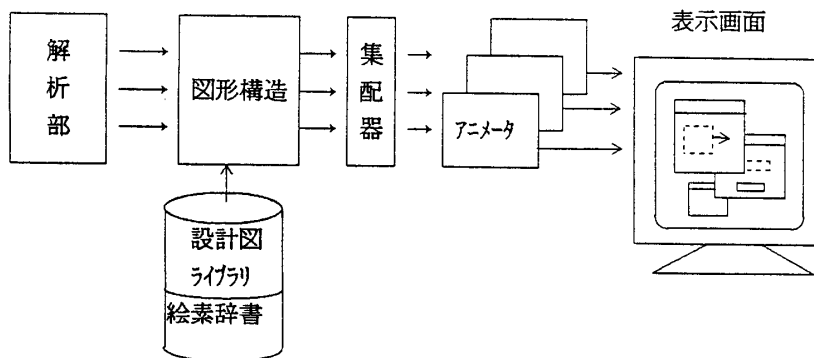 表示画面
解析部
図形構造
集配器
アニメータ
設計図
ライブラリ
絵素辞書